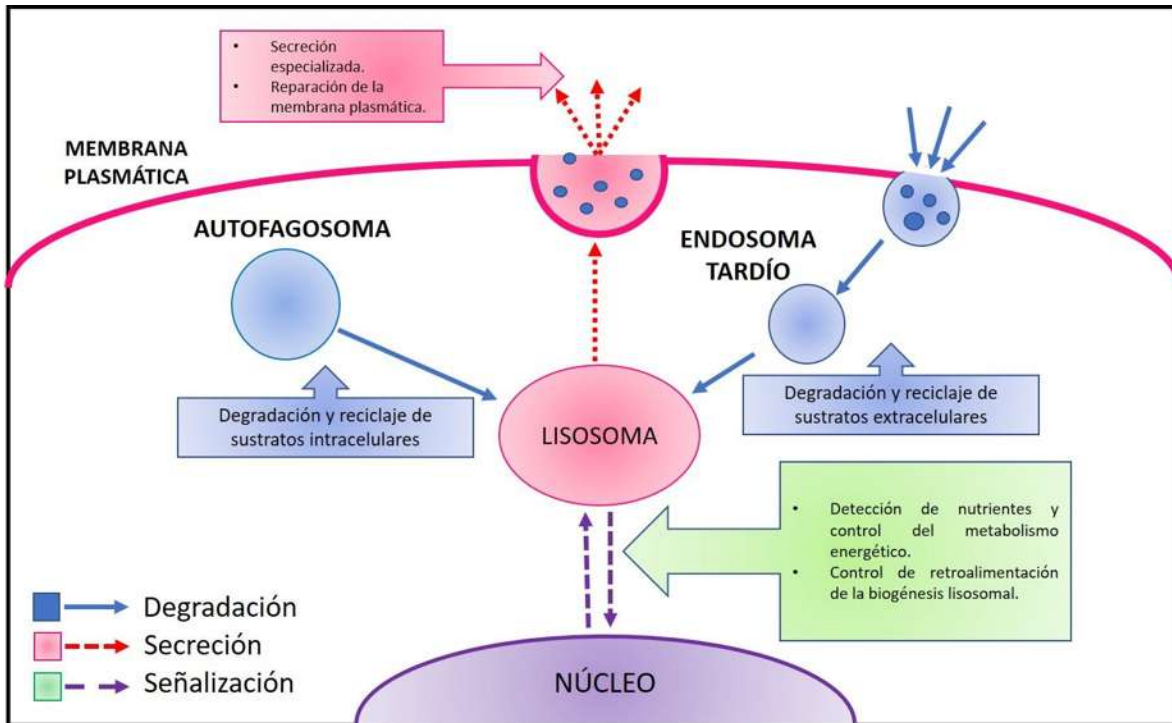 • Secreción
especializada.
• Reparación de la
membrana plasmática.
MEMBRANA
PLASMÁTICA
AUTOFAGOSOMA
ENDOSOMA
TARDÍO
Degradación y reciclaje de
sustratos intracelulares
Degradación y reciclaje de
sustratos extracelulares
LISOSOMA
• Detección de nutrientes y
control del metabolismo
energético.
• Control de retroalimentación
de la biogénesis lisosomal.
Degradación
Secreción
Señalización
NÚCLEO